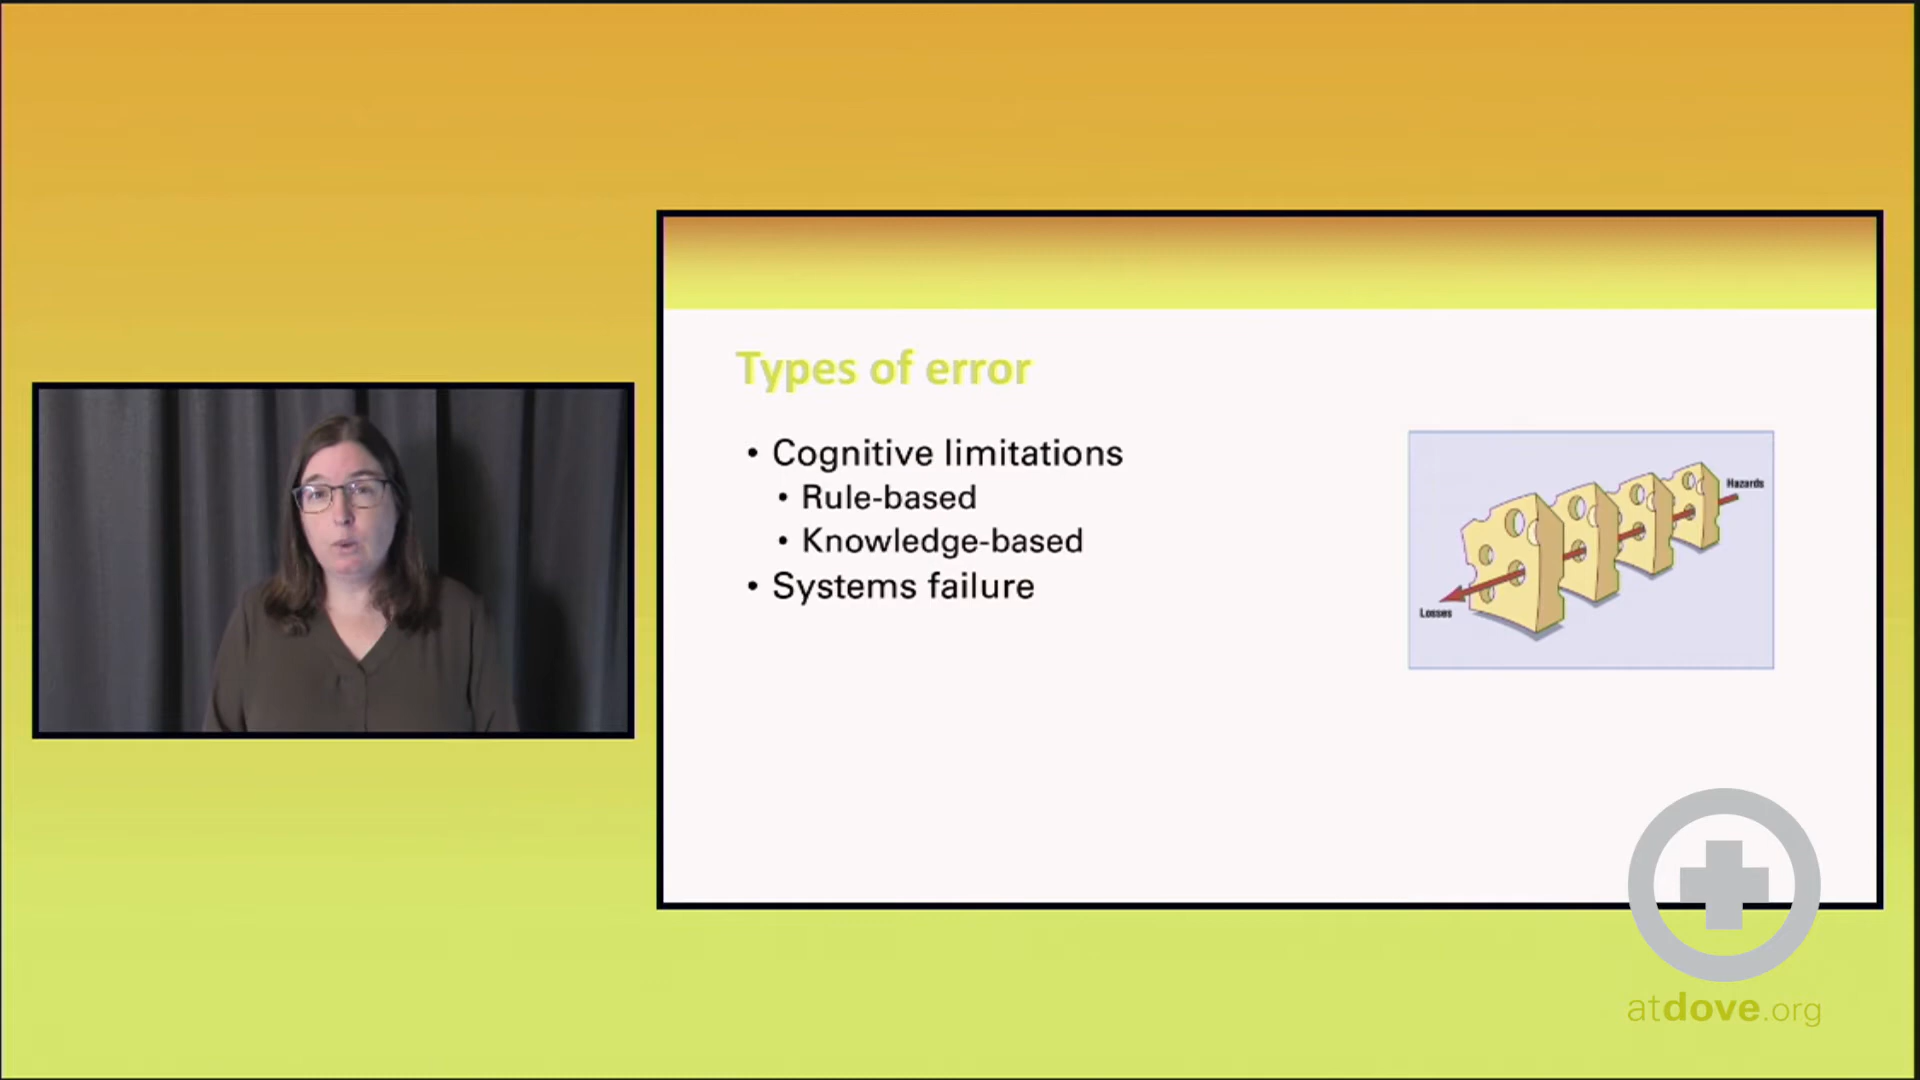 Types of error
• Cognitive limitations
• Rule-based
• Knowledge-based
• Systems failure
Hazards
Losses
atdove.org